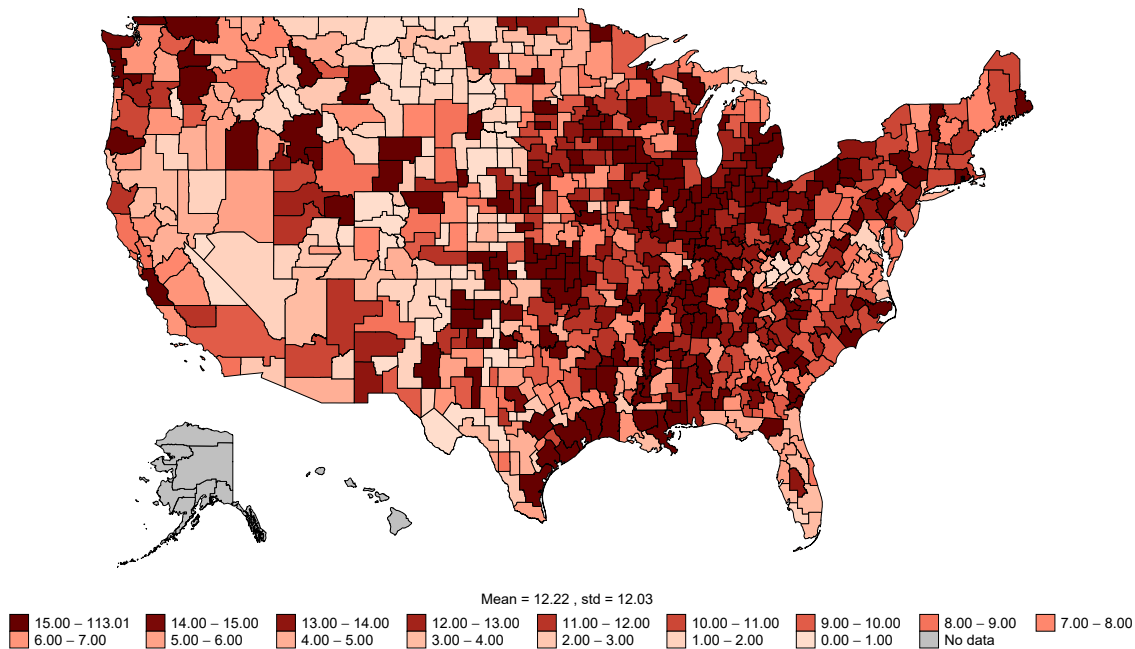 Mean = 12.22 , std = 12.03
15.00 – 113.01 14.00 – 15.00 13.00 – 14.00 12.00 – 13.00 11.00 – 12.00 10.00 – 11.00 9.00 – 10.00 8.00 – 9.00 7.00 – 8.00
6.00 – 7.00 5.00 – 6.00 4.00 – 5.00 3.00 – 4.00 2.00 – 3.00 1.00 – 2.00 0.00 – 1.00 No data